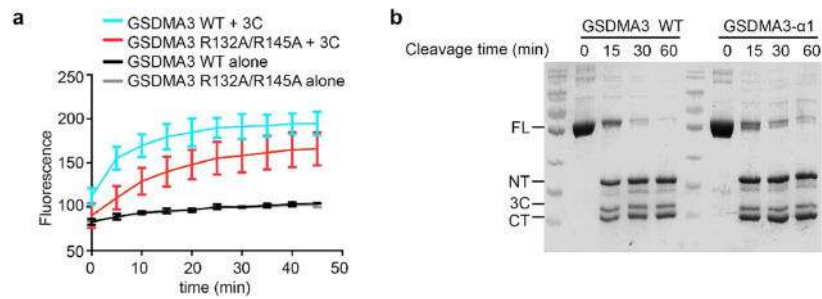 a
GSDMA3 WT + 3C
GSDMA3 R132A/R145A + 3C
GSDMA3 WT alone
GSDMA3 R132A/R145A alone
Fluorescence
250
200
150
100
50
0 10 20 30 40 50
time (min)
b
GSDMA3 WT GSDMA3-α1
Cleavage time (min) 0 15 30 60 0 15 30 60
FL
NT
3C
CT